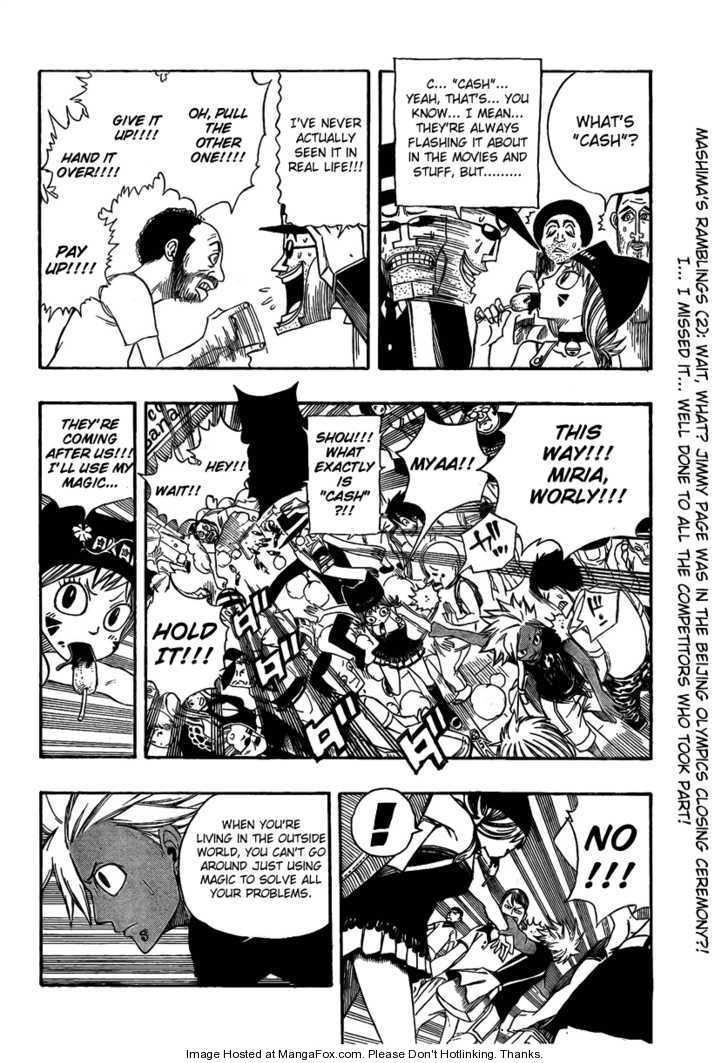 WHAT'S
"CASH"?
C... "CASH"...
YEAH, THAT'S... YOU
KNOW... I MEAN...
THEY'RE ALWAYS
FLASHING IT ABOUT
IN THE MOVIES AND
STUFF, BUT.........
I'VE NEVER
ACTUALLY
SEEN IT IN
REAL LIFE!!!
OH, PULL
THE
OTHER
ONE!!!!
GIVE IT
UP!!!!
HAND IT
OVER!!!!
PAY
UP!!!!
THIS
WAY!!!
MIRIA,
WORLY!!!
MYAA!!
SHOU!!!
WHAT
EXACTLY
IS
"CASH"
?!!
HEY!!
WAIT!!
HOLD
IT!!!
ダ
ダ
ダ
ダ
THEY'RE
COMING
AFTER US!!!
I'LL USE MY
MAGIC...
NO
!!!
!
WHEN YOU'RE
LIVING IN THE OUTSIDE
WORLD, YOU CAN'T GO
AROUND JUST USING
MAGIC TO SOLVE ALL
YOUR PROBLEMS.
MASHIMA'S RAMBLINGS (2): WAIT, WHAT? JIMMY PAGE WAS IN THE BEIJING OLYMPICS CLOSING CEREMONY?!
I... I MISSED IT... WELL DONE TO ALL THE COMPETITORS WHO TOOK PART!
Image Hosted at MangaFox.com. Please Don't Hotlinking. Thanks.